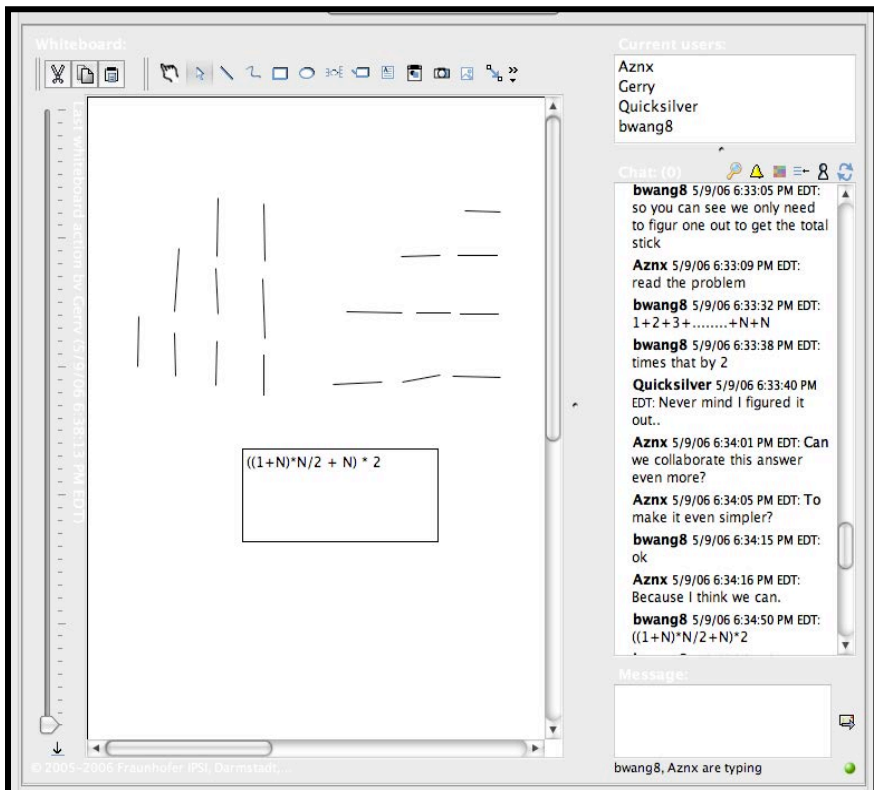 Whiteboard:
Last whiteboard action by Gerry (5/9/06 6:38:13 PM EDT)
((1+N)*N/2 + N) * 2
© 2005-2006 Fraunhofer IPSI, Darmstadt, ...
Current users:
Aznx
Gerry
Quicksilver
bwang8
Chat: (0)
bwang8 5/9/06 6:33:05 PM EDT:
so you can see we only need
to figur one out to get the total
stick
Aznx 5/9/06 6:33:09 PM EDT:
read the problem
bwang8 5/9/06 6:33:32 PM EDT:
1+2+3+........+N+N
bwang8 5/9/06 6:33:38 PM EDT:
times that by 2
Quicksilver 5/9/06 6:33:40 PM
EDT: Never mind I figured it
out..
Aznx 5/9/06 6:34:01 PM EDT: Can
we collaborate this answer
even more?
Aznx 5/9/06 6:34:05 PM EDT: To
make it even simpler?
bwang8 5/9/06 6:34:15 PM EDT:
ok
Aznx 5/9/06 6:34:16 PM EDT:
Because I think we can.
bwang8 5/9/06 6:34:50 PM EDT:
((1+N)*N/2+N)*2
Message:
bwang8, Aznx are typing